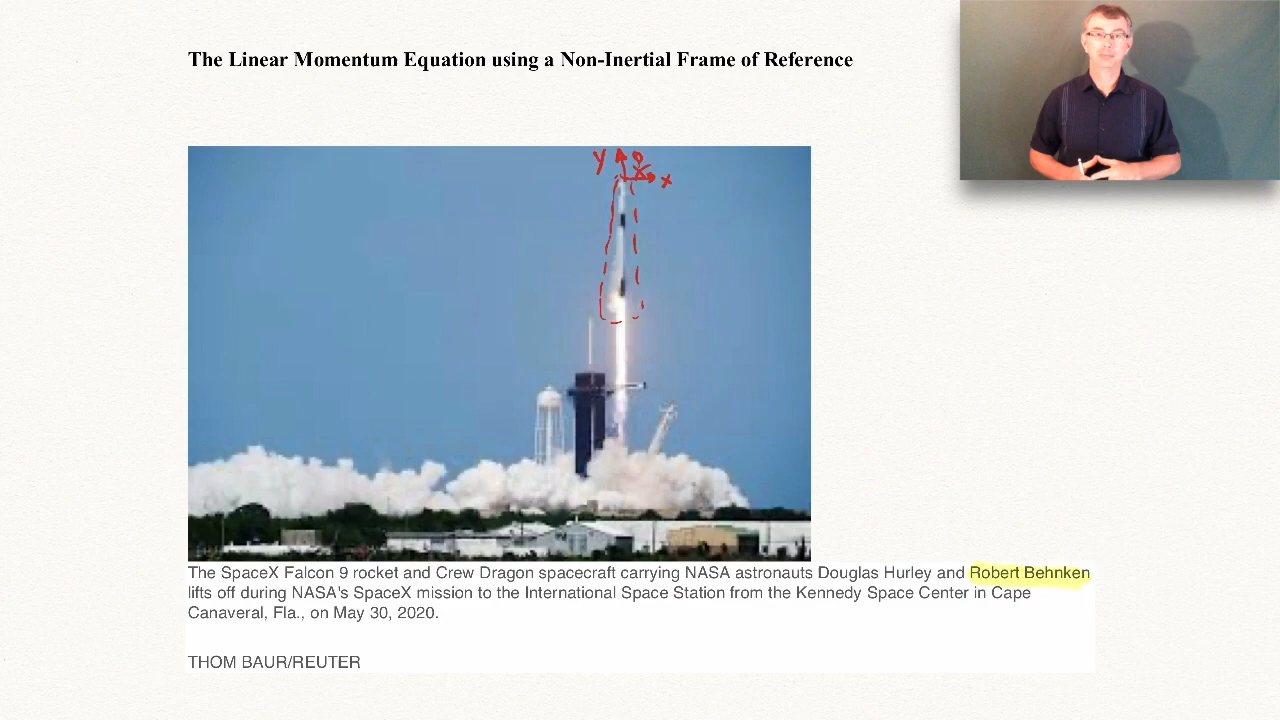 The Linear Momentum Equation using a Non-Inertial Frame of Reference
Y
x
The SpaceX Falcon 9 rocket and Crew Dragon spacecraft carrying NASA astronauts Douglas Hurley and Robert Behnken
lifts off during NASA's SpaceX mission to the International Space Station from the Kennedy Space Center in Cape
Canaveral, Fla., on May 30, 2020.
THOM BAUR/REUTER